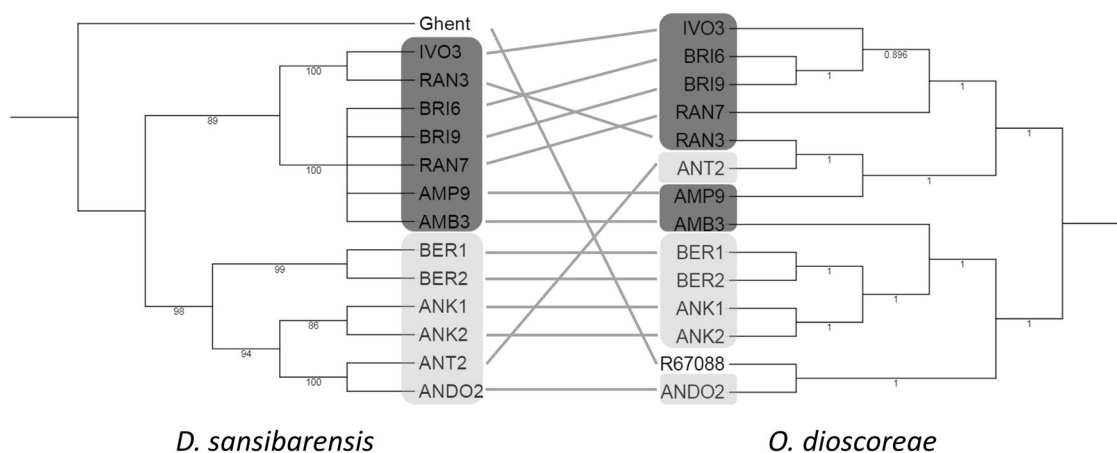 Ghent
IVO3
RAN3
BRI6
BRI9
RAN7
AMP9
AMB3
BER1
BER2
ANK1
ANK2
ANT2
ANDO2
100
89
100
99
98
86
94
100
D. sansibarensis
IVO3
BRI6
BRI9
RAN7
RAN3
ANT2
AMP9
AMB3
BER1
BER2
ANK1
ANK2
R67088
ANDO2
0.896
1
1
1
1
1
1
1
1
1
1
1
O. dioscoreae